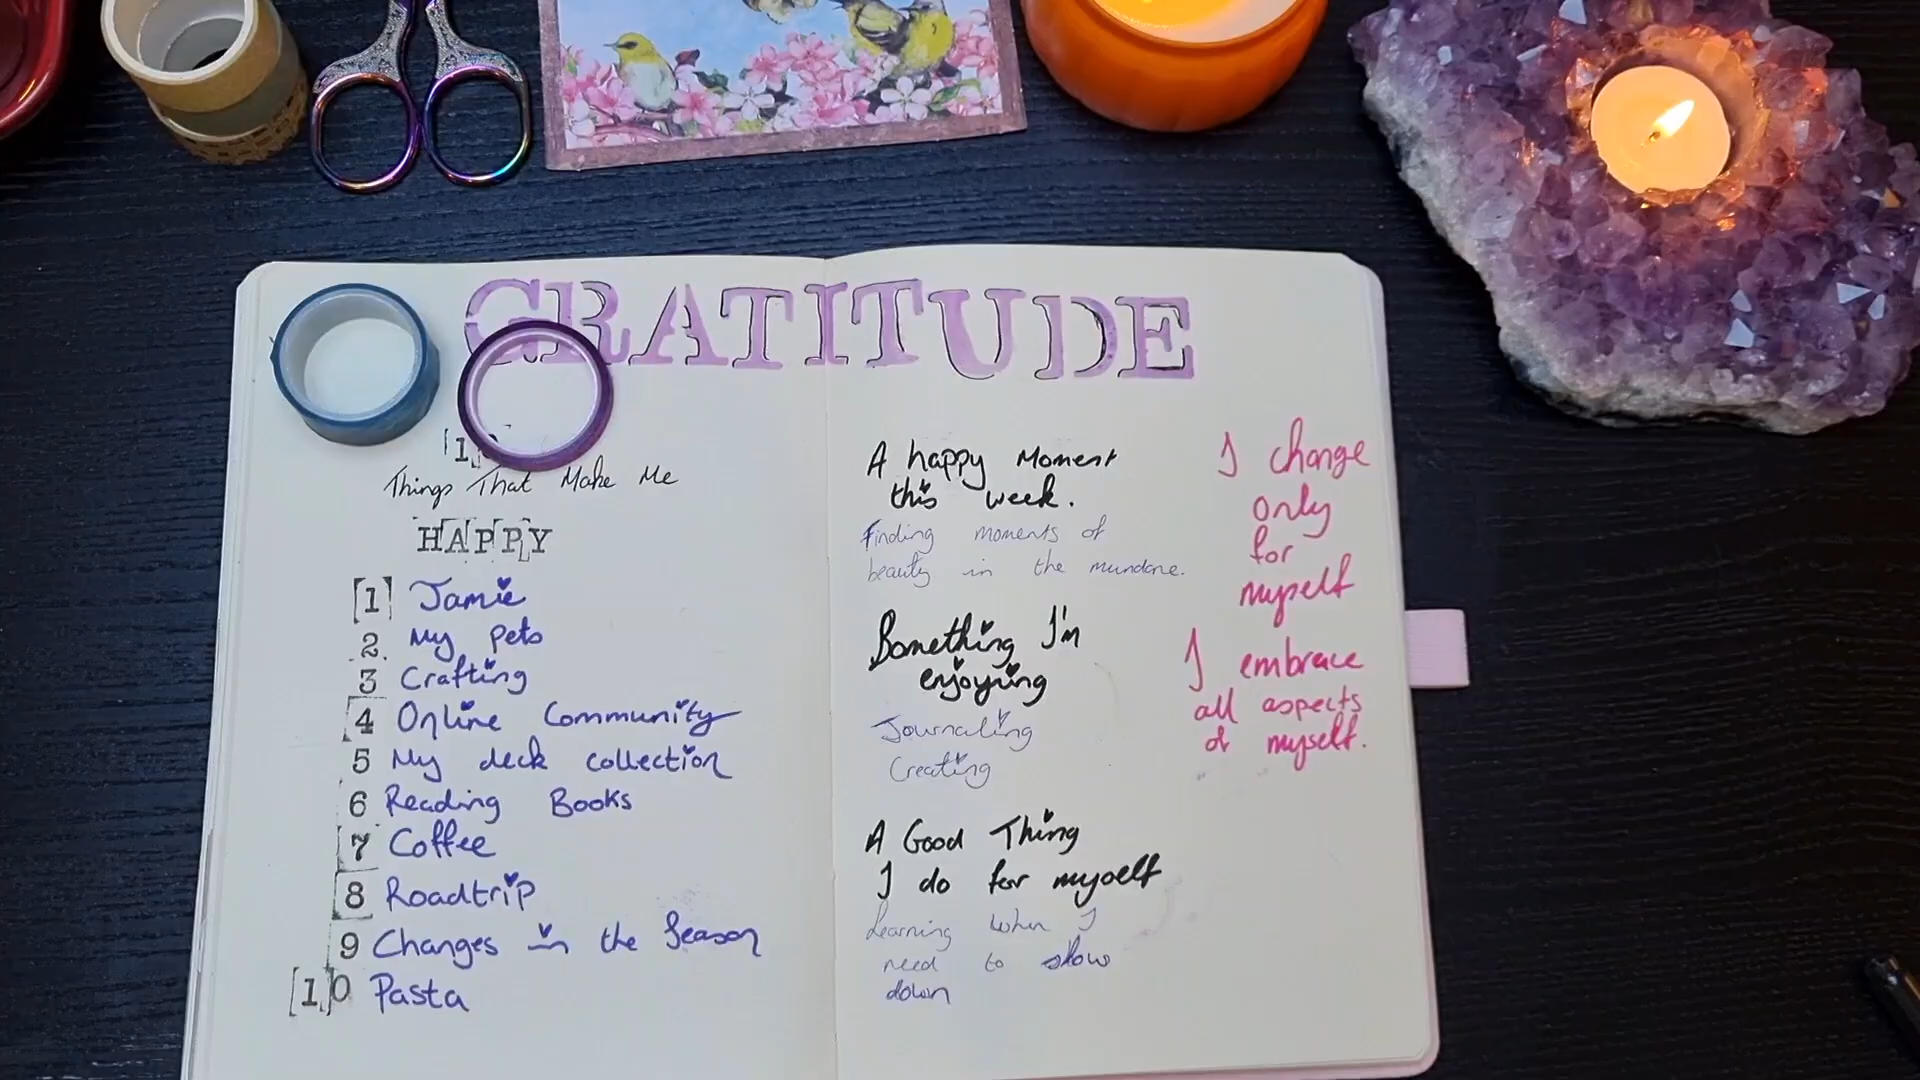 GRATITUDE
Things That Make Me
HAPPY
1 Jamie
2 My pets
3 Crafting
4 Online Community
5 My deck collection
6 Reading Books
7 Coffee
8 Roadtrip
9 Changes in the Season
10 Pasta
A happy Moment
this week.
Finding moments of
beauty in the mundane.
Something I'm
enjoying
Journaling
Creating
A Good Thing
I do for myself
Learning when I
need to slow
down
I change
only
for
myself
I embrace
all aspects
of myself.